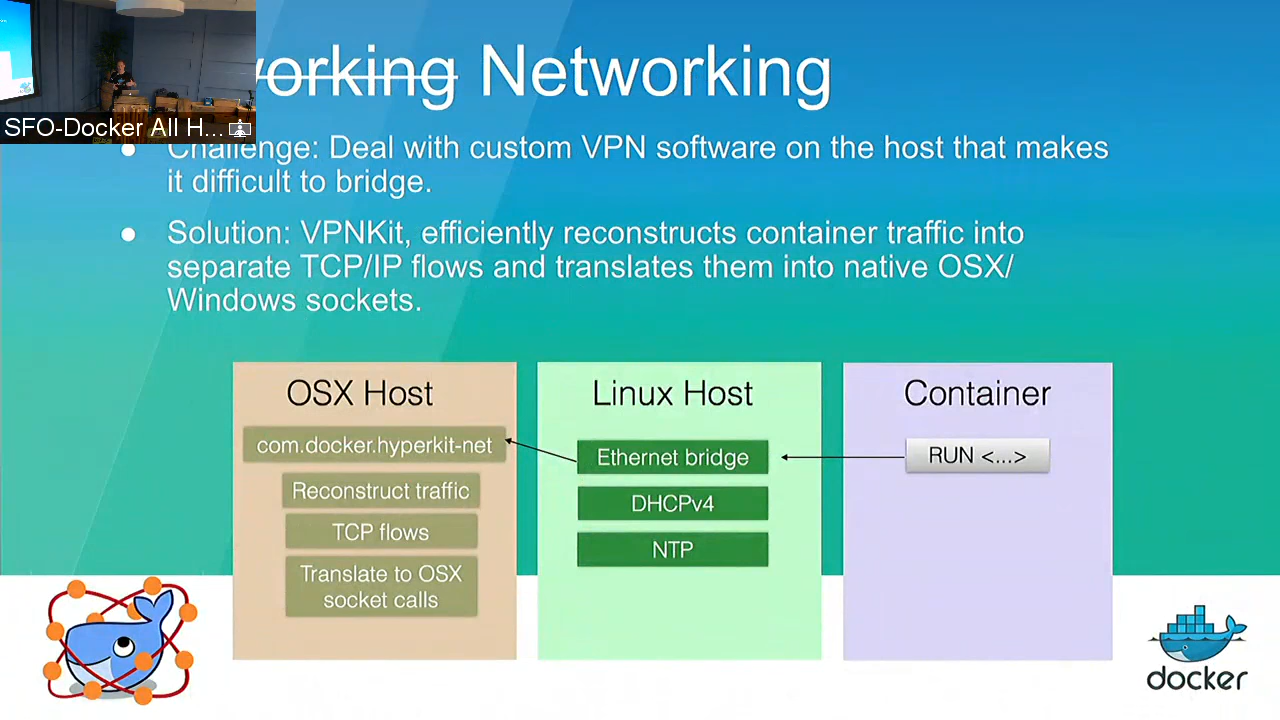 orking Networking
SFO-Docker All H...
Challenge: Deal with custom VPN software on the host that makes
it difficult to bridge.
Solution: VPNKit, efficiently reconstructs container traffic into
separate TCP/IP flows and translates them into native OSX/
Windows sockets.
OSX Host
com.docker.hyperkit-net
Reconstruct traffic
TCP flows
Translate to OSX
socket calls
Linux Host
Ethernet bridge
DHCPv4
NTP
Container
RUN <...>
docker